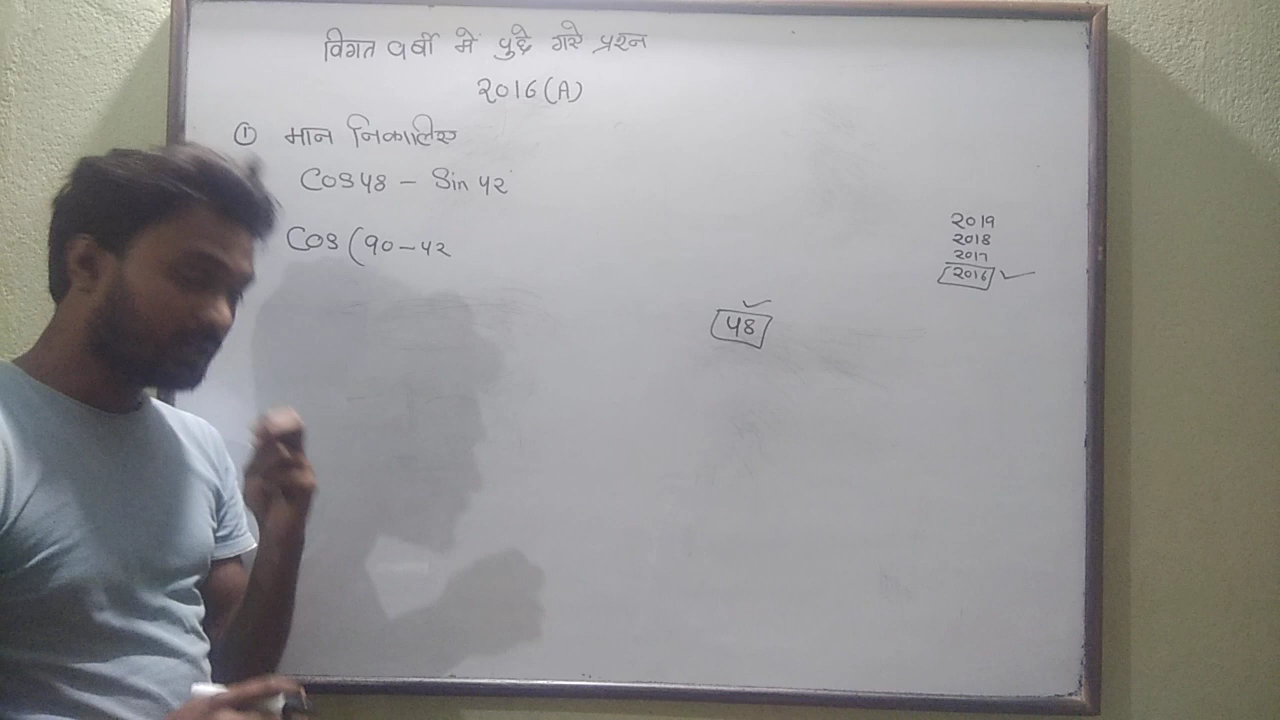 विगत वर्षो में पुछे गये प्रश्न
2016(A)
① मान निकालिए
Cos48 - Sin 42
Cos (90-42
2019
2018
2017
2016
48